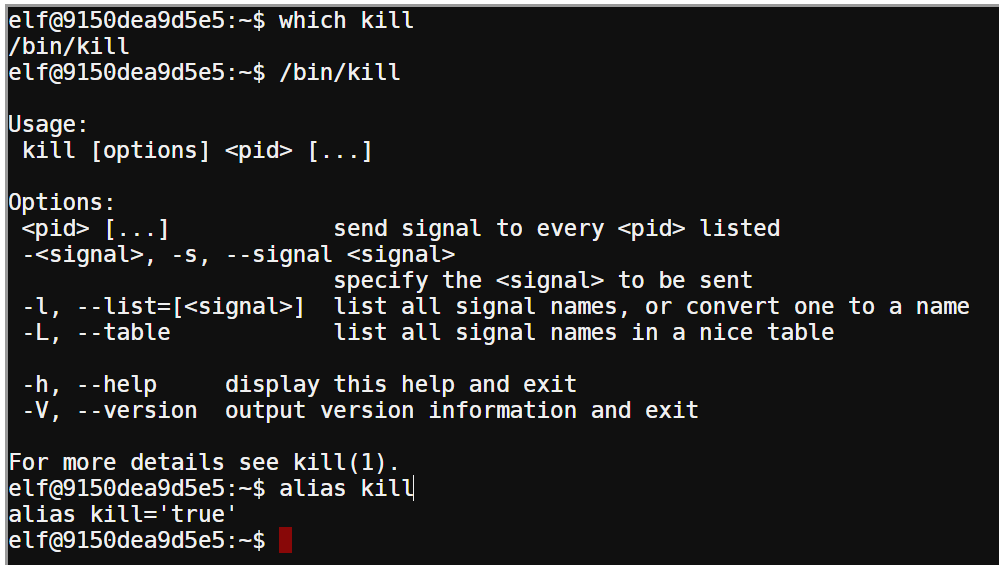 elf@9150dea9d5e5:~$ which kill
/bin/kill
elf@9150dea9d5e5:~$ /bin/kill
Usage:
 kill [options] <pid> [...]
Options:
 <pid> [...]            send signal to every <pid> listed
 -<signal>, -s, --signal <signal>
                        specify the <signal> to be sent
 -l, --list=[<signal>]  list all signal names, or convert one to a name
 -L, --table            list all signal names in a nice table
 -h, --help     display this help and exit
 -V, --version  output version information and exit
For more details see kill(1).
elf@9150dea9d5e5:~$ alias kill
alias kill='true'
elf@9150dea9d5e5:~$